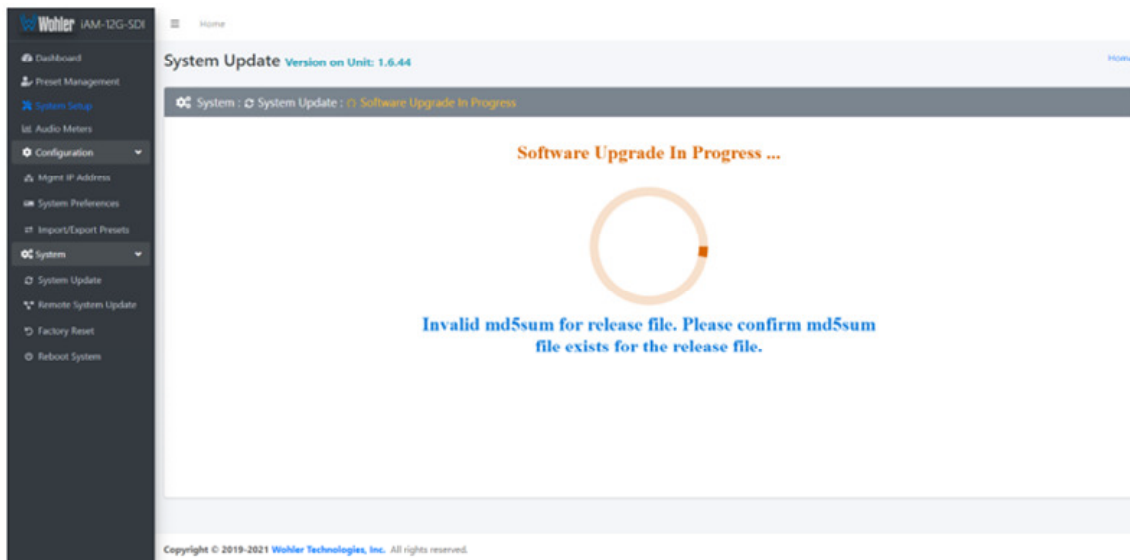 Wohler iAM-12G-SDI
Home
Dashboard
Preset Management
System Setup
Audio Meters
Configuration
Mgmt IP Address
System Preferences
Import/Export Presets
System
System Update
Remote System Update
Factory Reset
Reboot System
System Update Version on Unit: 1.6.44
Home
System : System Update : Software Upgrade In Progress
Software Upgrade In Progress ...
Invalid md5sum for release file. Please confirm md5sum
file exists for the release file.
Copyright © 2019-2021 Wohler Technologies, Inc. All rights reserved.